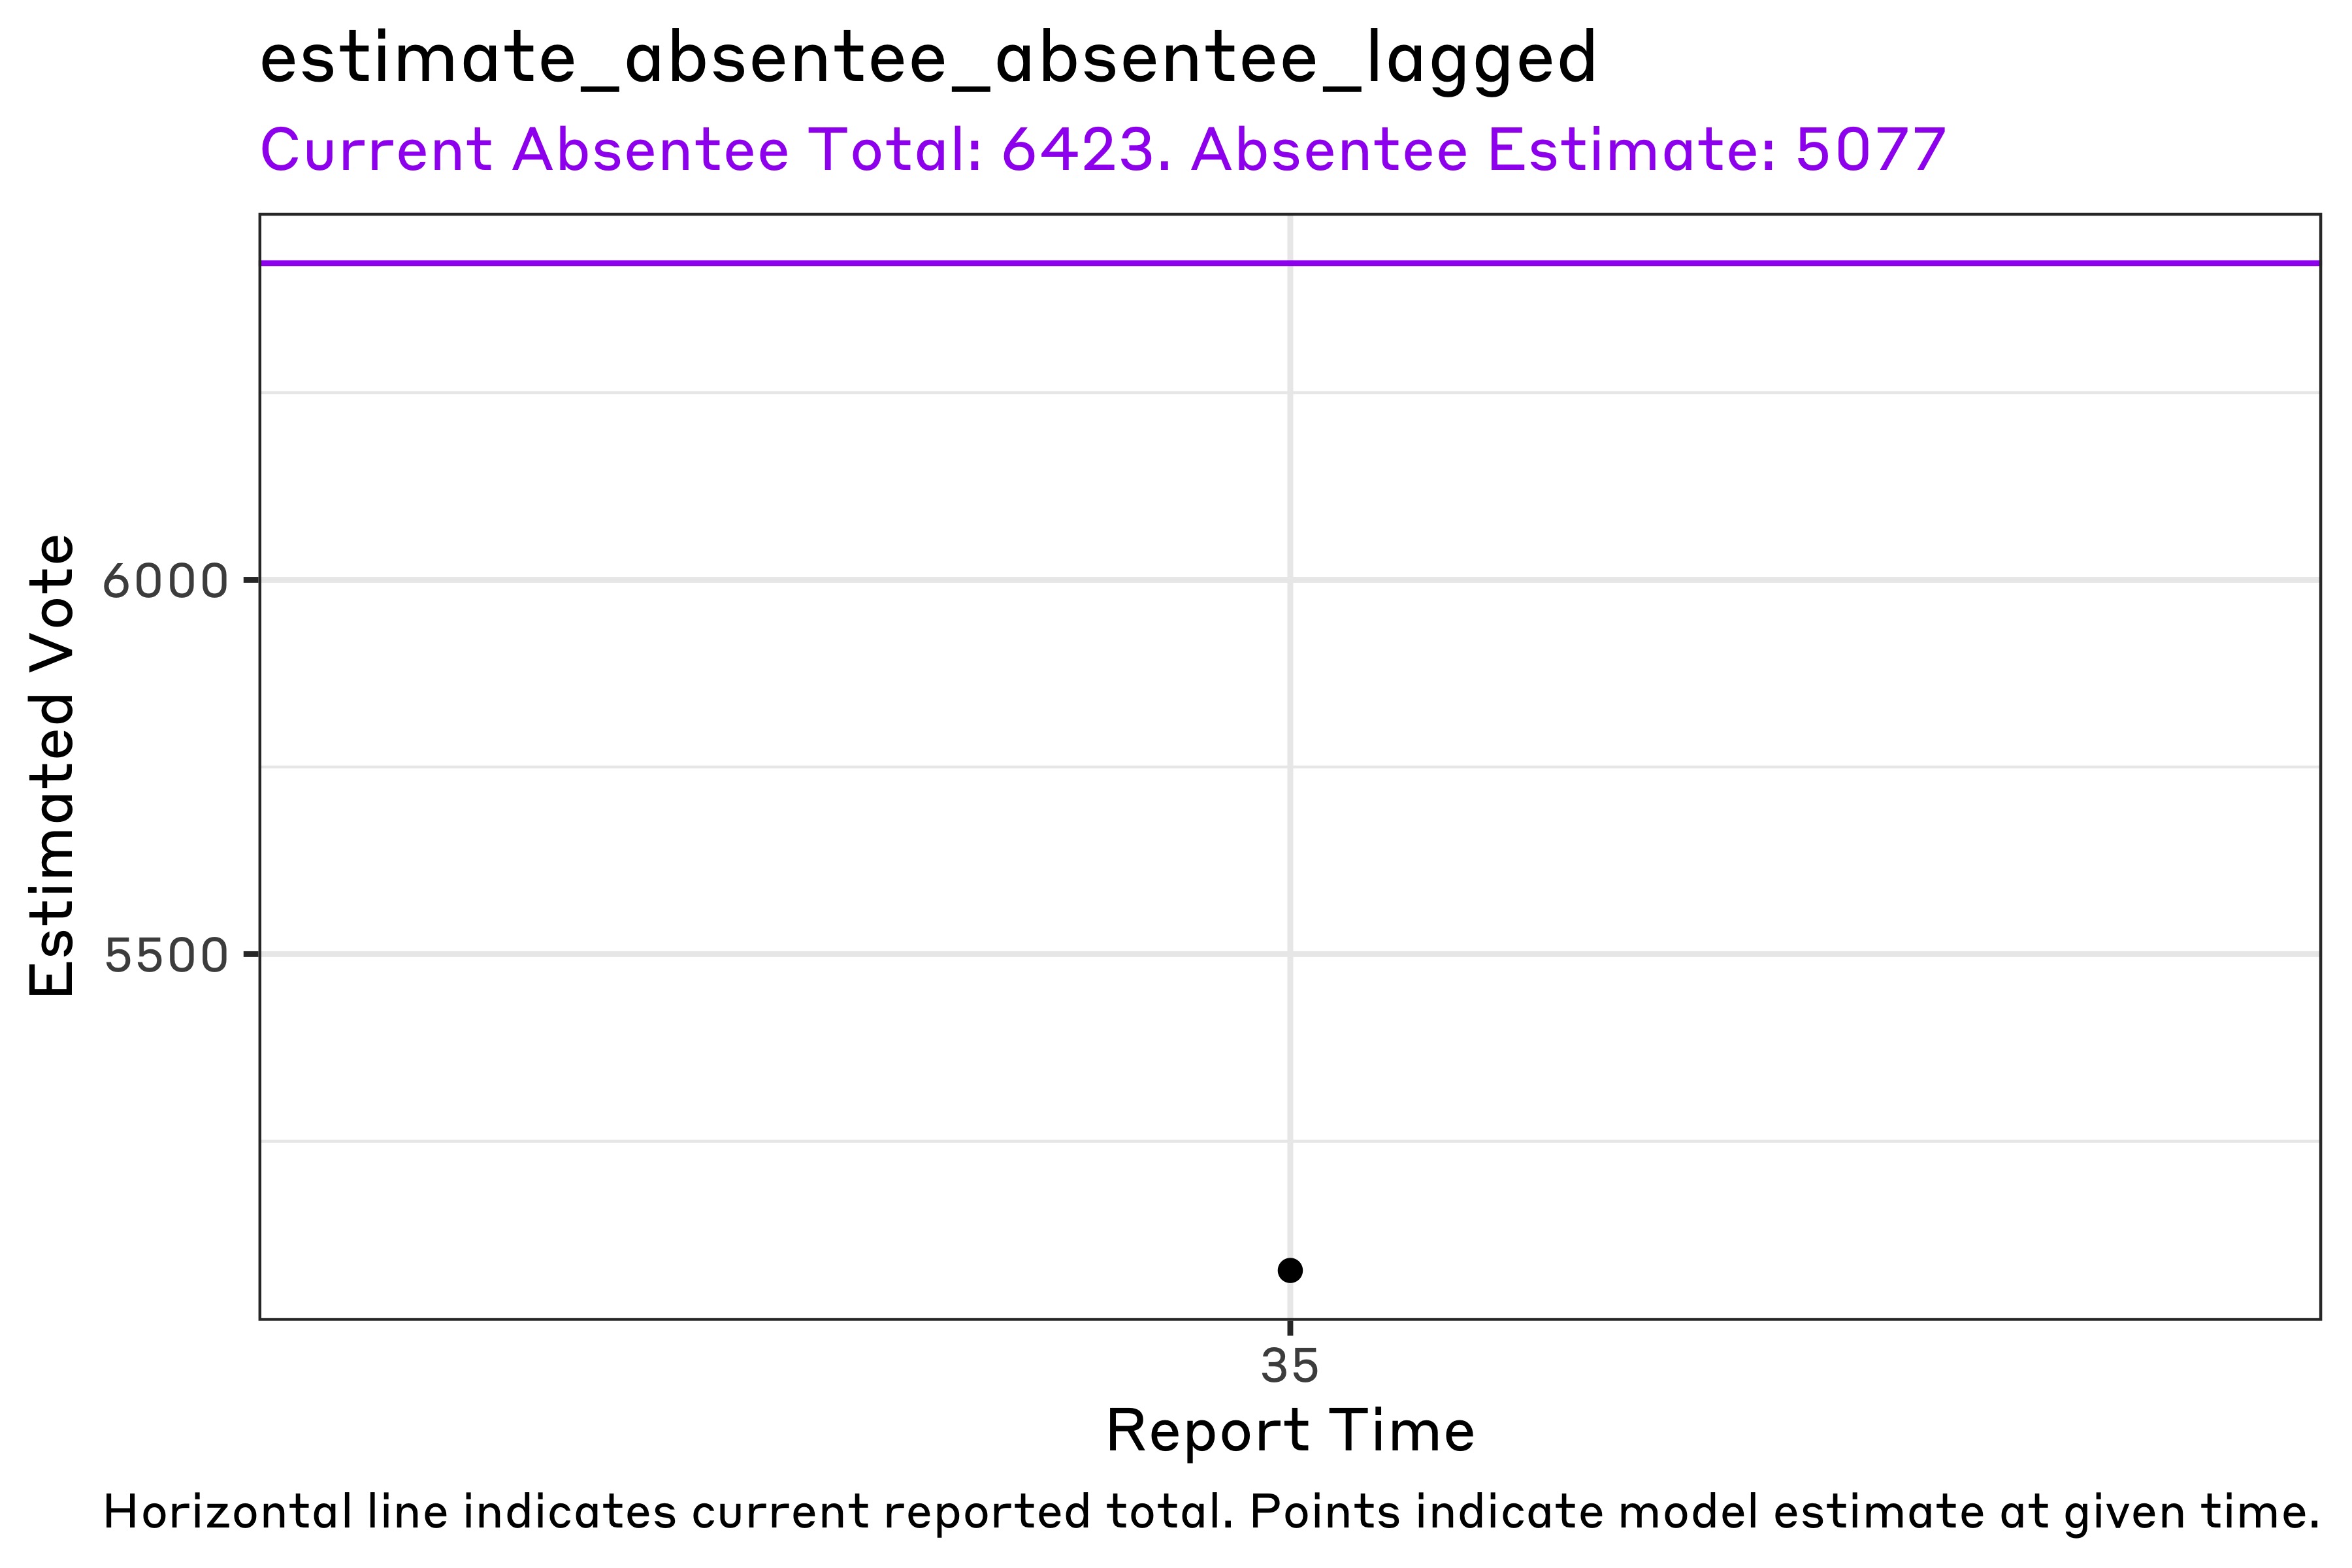 estimate_absentee_absentee_lagged
Current Absentee Total: 6423. Absentee Estimate: 5077
Estimated Vote
6000
5500
35
Report Time
Horizontal line indicates current reported total. Points indicate model estimate at given time.